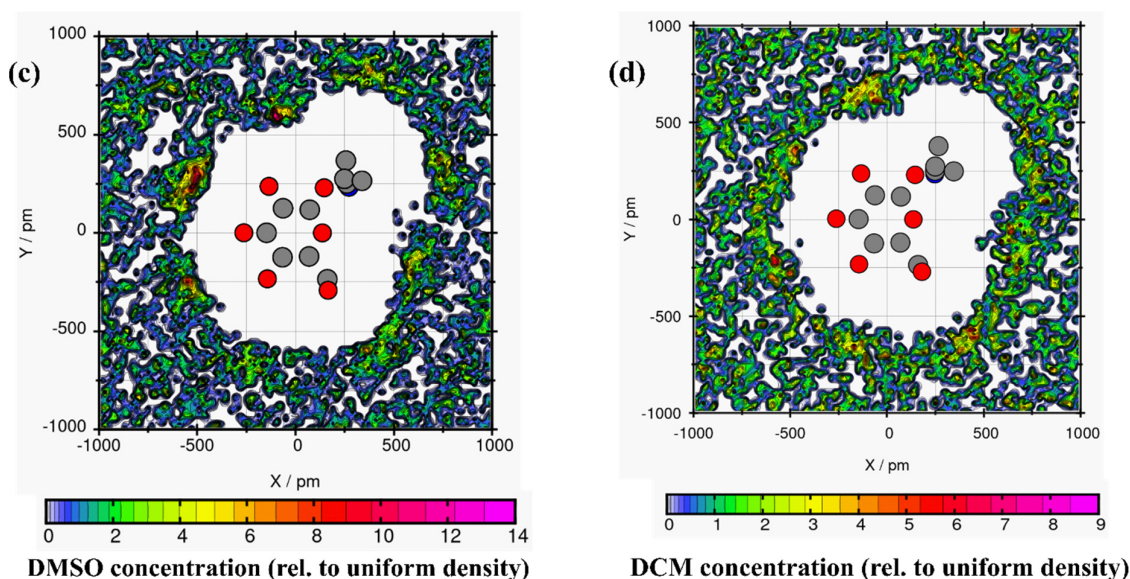 (c)
1000
500
0
-500
-1000
Y / pm
-1000 -500 0 500 1000
X / pm
0 2 4 6 8 10 12 14
DMSO concentration (rel. to uniform density)
(d)
1000
500
0
-500
-1000
Y / pm
-1000 -500 0 500 1000
X / pm
0 1 2 3 4 5 6 7 8 9
DCM concentration (rel. to uniform density)